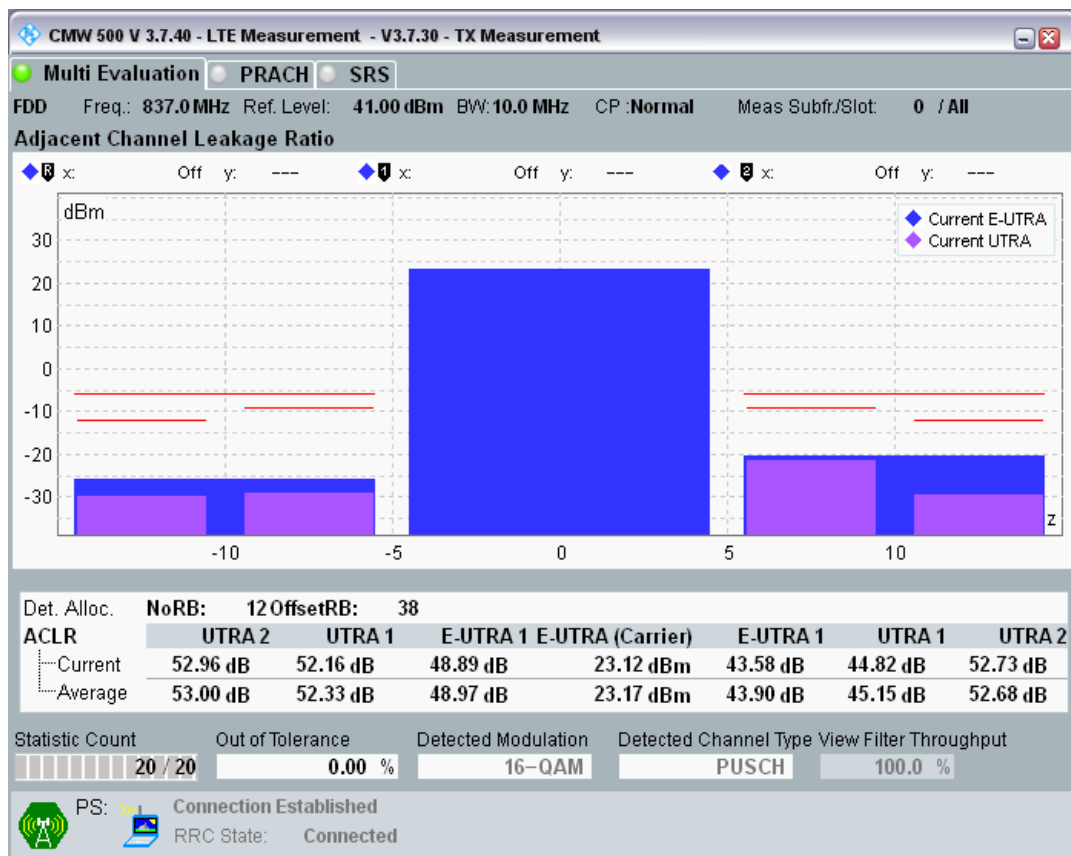 CMW 500 V 3.7.40 - LTE Measurement - V3.7.30 - TX Measurement
Multi Evaluation PRACH SRS
FDD Freq.: 837.0 MHz Ref. Level: 41.00 dBm BW: 10.0 MHz CP :Normal Meas Subfr./Slot: 0 / All
Adjacent Channel Leakage Ratio
R x: Off y: --- 1 x: Off y: --- 2 x: Off y: ---
dBm
Current E-UTRA
Current UTRA
30
20
10
0
-10
-20
-30
z
-10 -5 0 5 10
Det. Alloc. NoRB: 12 OffsetRB: 38
ACLR UTRA 2 UTRA 1 E-UTRA 1 E-UTRA (Carrier) E-UTRA 1 UTRA 1 UTRA 2
Current 52.96 dB 52.16 dB 48.89 dB 23.12 dBm 43.58 dB 44.82 dB 52.73 dB
Average 53.00 dB 52.33 dB 48.97 dB 23.17 dBm 43.90 dB 45.15 dB 52.68 dB
Statistic Count Out of Tolerance Detected Modulation Detected Channel Type View Filter Throughput
20 / 20 0.00 % 16-QAM PUSCH 100.0 %
PS: Connection Established
RRC State: Connected